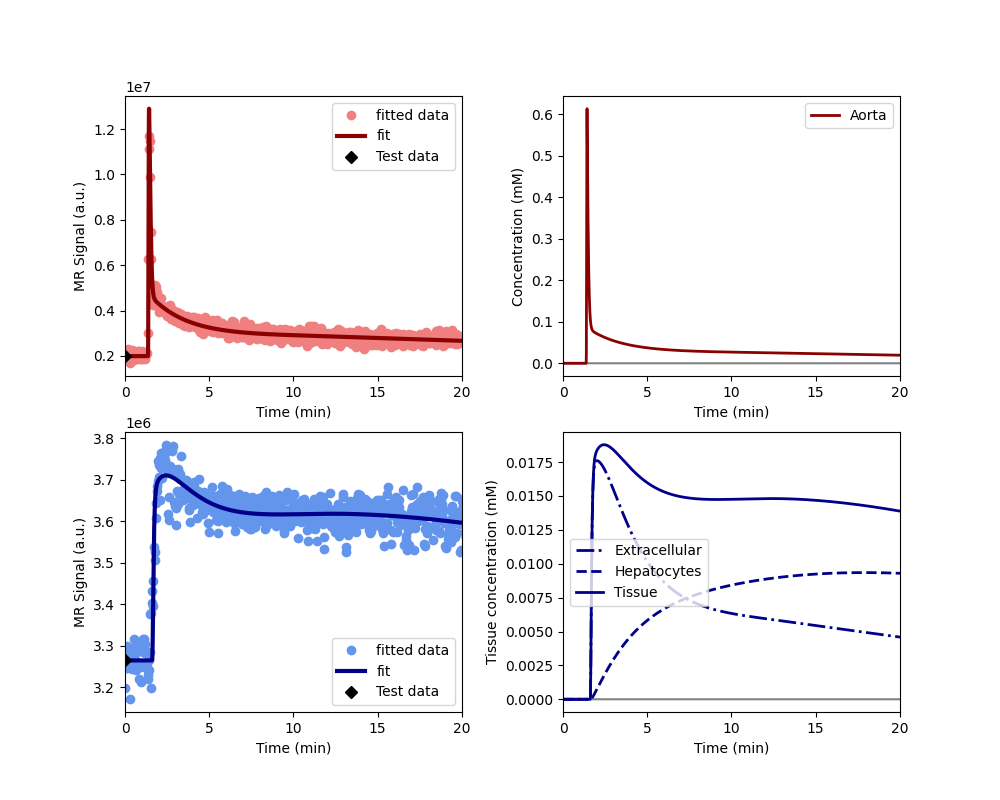 1e7
MR Signal (a.u.)
1.2
1.0
0.8
0.6
0.4
0.2
0 5 10 15 20
Time (min)
fitted data
fit
Test data
Concentration (mM)
0.6
0.5
0.4
0.3
0.2
0.1
0.0
0 5 10 15 20
Time (min)
Aorta
1e6
MR Signal (a.u.)
3.8
3.7
3.6
3.5
3.4
3.3
3.2
0 5 10 15 20
Time (min)
fitted data
fit
Test data
Tissue concentration (mM)
0.0175
0.0150
0.0125
0.0100
0.0075
0.0050
0.0025
0.0000
0 5 10 15 20
Time (min)
Extracellular
Hepatocytes
Tissue